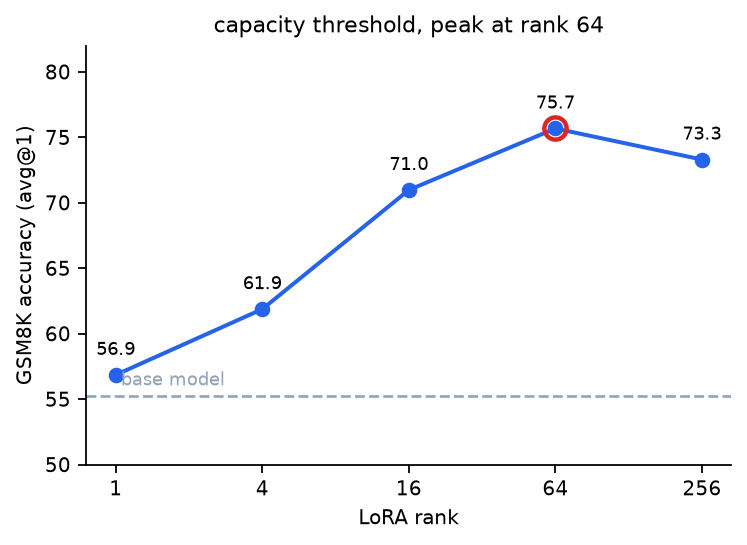 capacity threshold, peak at rank 64
GSM8K accuracy (avg@1)
80
75
70
65
60
55
50
56.9
61.9
71.0
75.7
73.3
base model
1 4 16 64 256
LoRA rank